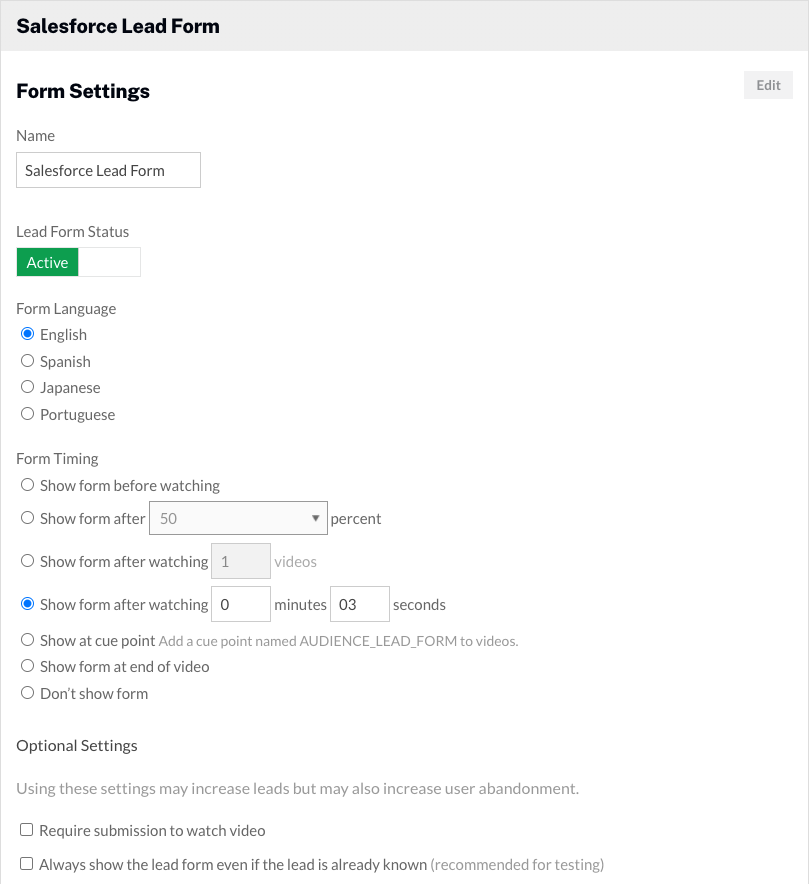 Salesforce Lead Form
Form Settings
Edit
Name
Salesforce Lead Form
Lead Form Status
Active
Form Language
English
Spanish
Japanese
Portuguese
Form Timing
Show form before watching
Show form after 50 percent
Show form after watching 1 videos
Show form after watching 0 minutes 03 seconds
Show at cue point Add a cue point named AUDIENCE_LEAD_FORM to videos.
Show form at end of video
Don't show form
Optional Settings
Using these settings may increase leads but may also increase user abandonment.
Require submission to watch video
Always show the lead form even if the lead is already known (recommended for testing)